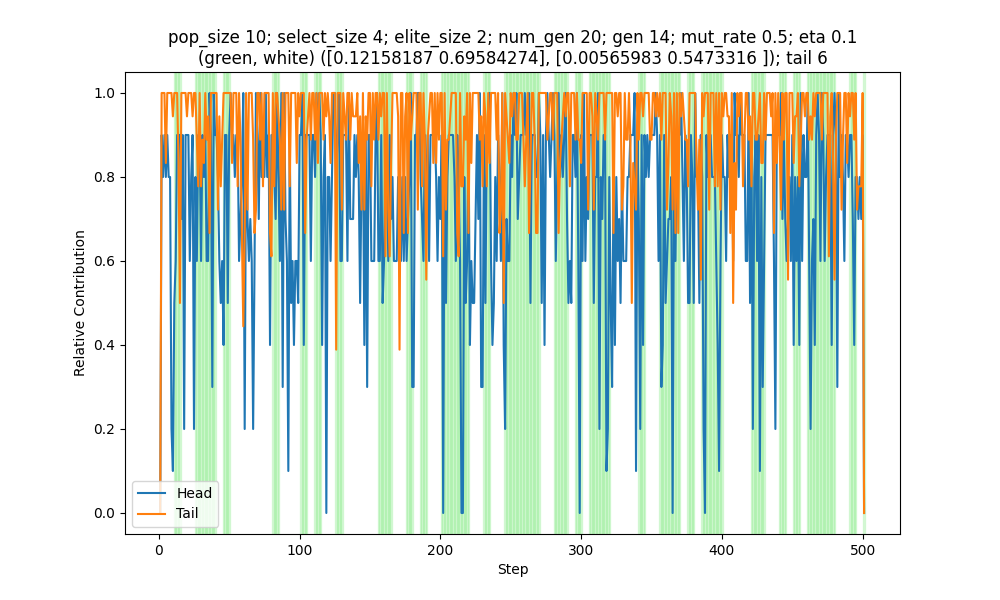 pop_size 10; select_size 4; elite_size 2; num_gen 20; gen 14; mut_rate 0.5; eta 0.1
(green, white) ([0.12158187 0.69584274], [0.00565983 0.5473316 ]); tail 6
1.0
0.8
0.6
0.4
0.2
0.0
Relative Contribution
Head
Tail
0
100
200
300
400
500
Step